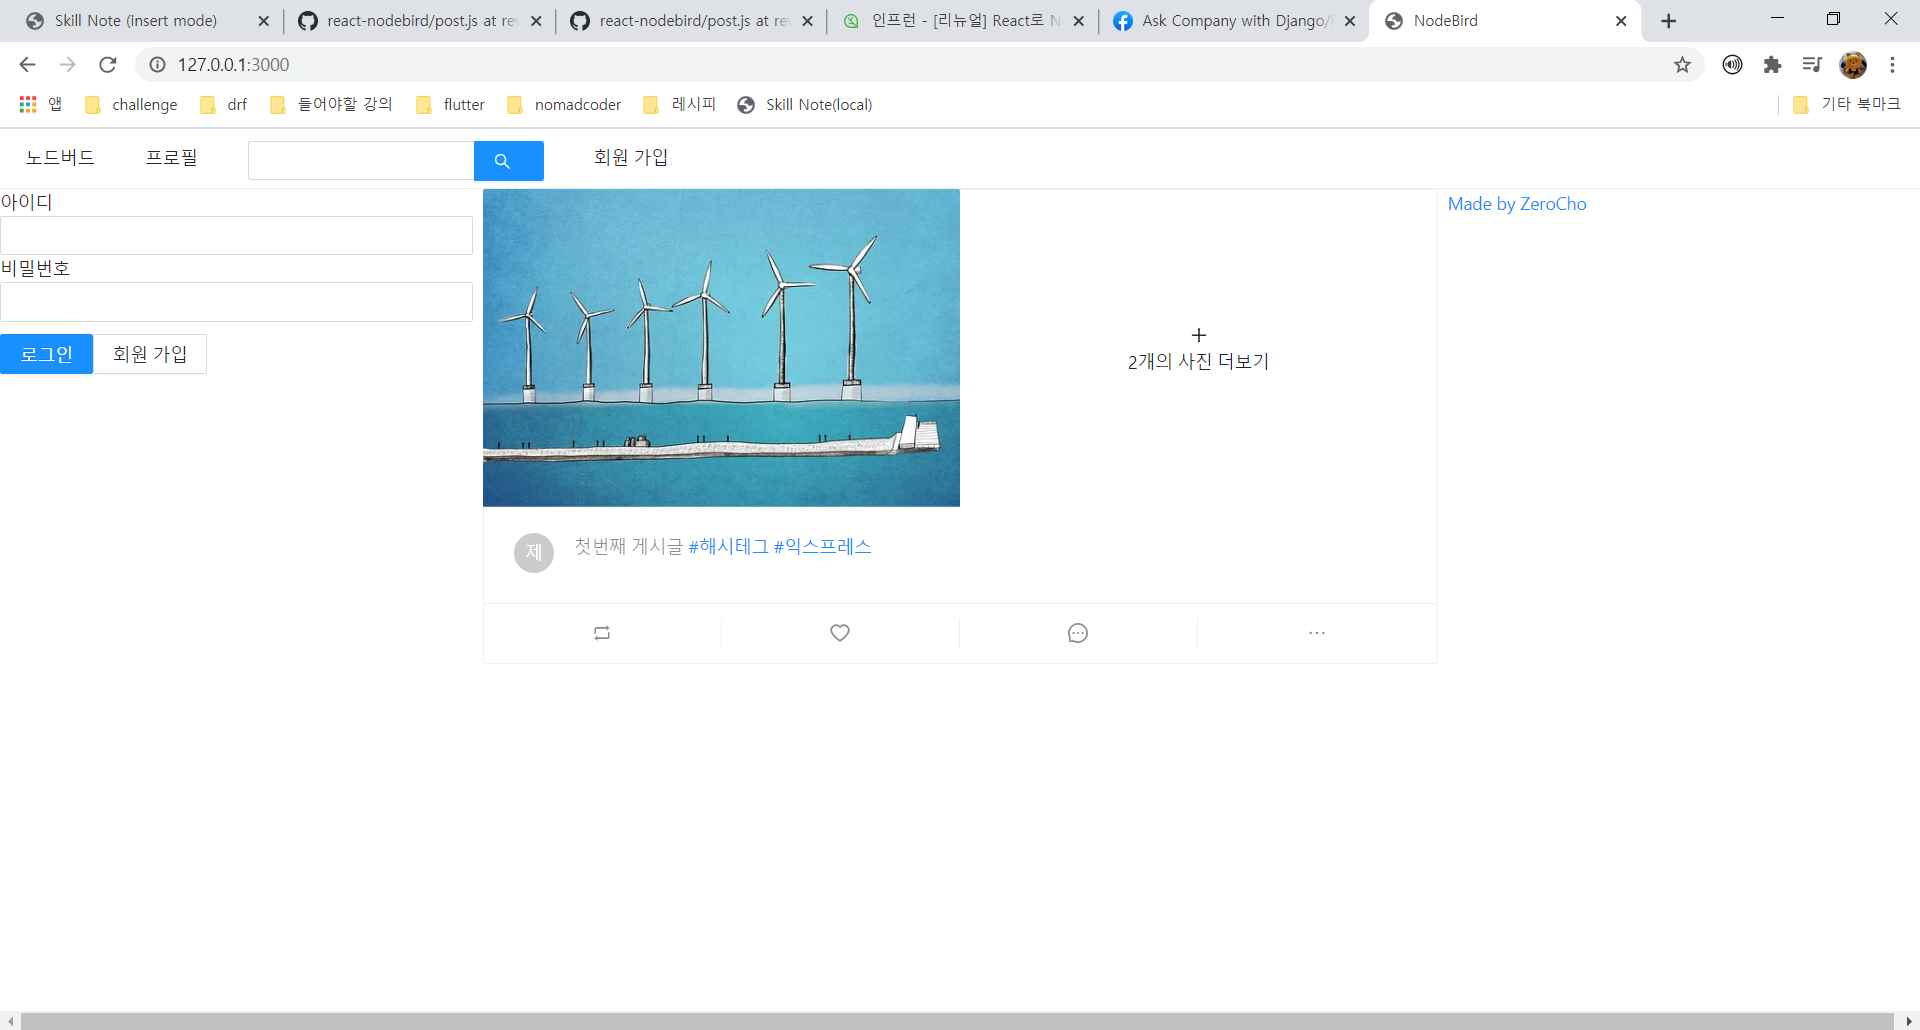 Skill Note (insert mode)
react-nodebird/post.js at re
react-nodebird/post.js at re
인프런 - [리뉴얼] React로 N
Ask Company with Django/
NodeBird
127.0.0.1:3000
앱
challenge
drf
들어야할 강의
flutter
nomadcoder
레시피
Skill Note(local)
기타 북마크
노드버드
프로필
회원 가입
아이디
비밀번호
로그인
회원 가입
+
2개의 사진 더보기
Made by ZeroCho
제
첫번째 게시글 #해시테그 #익스프레스